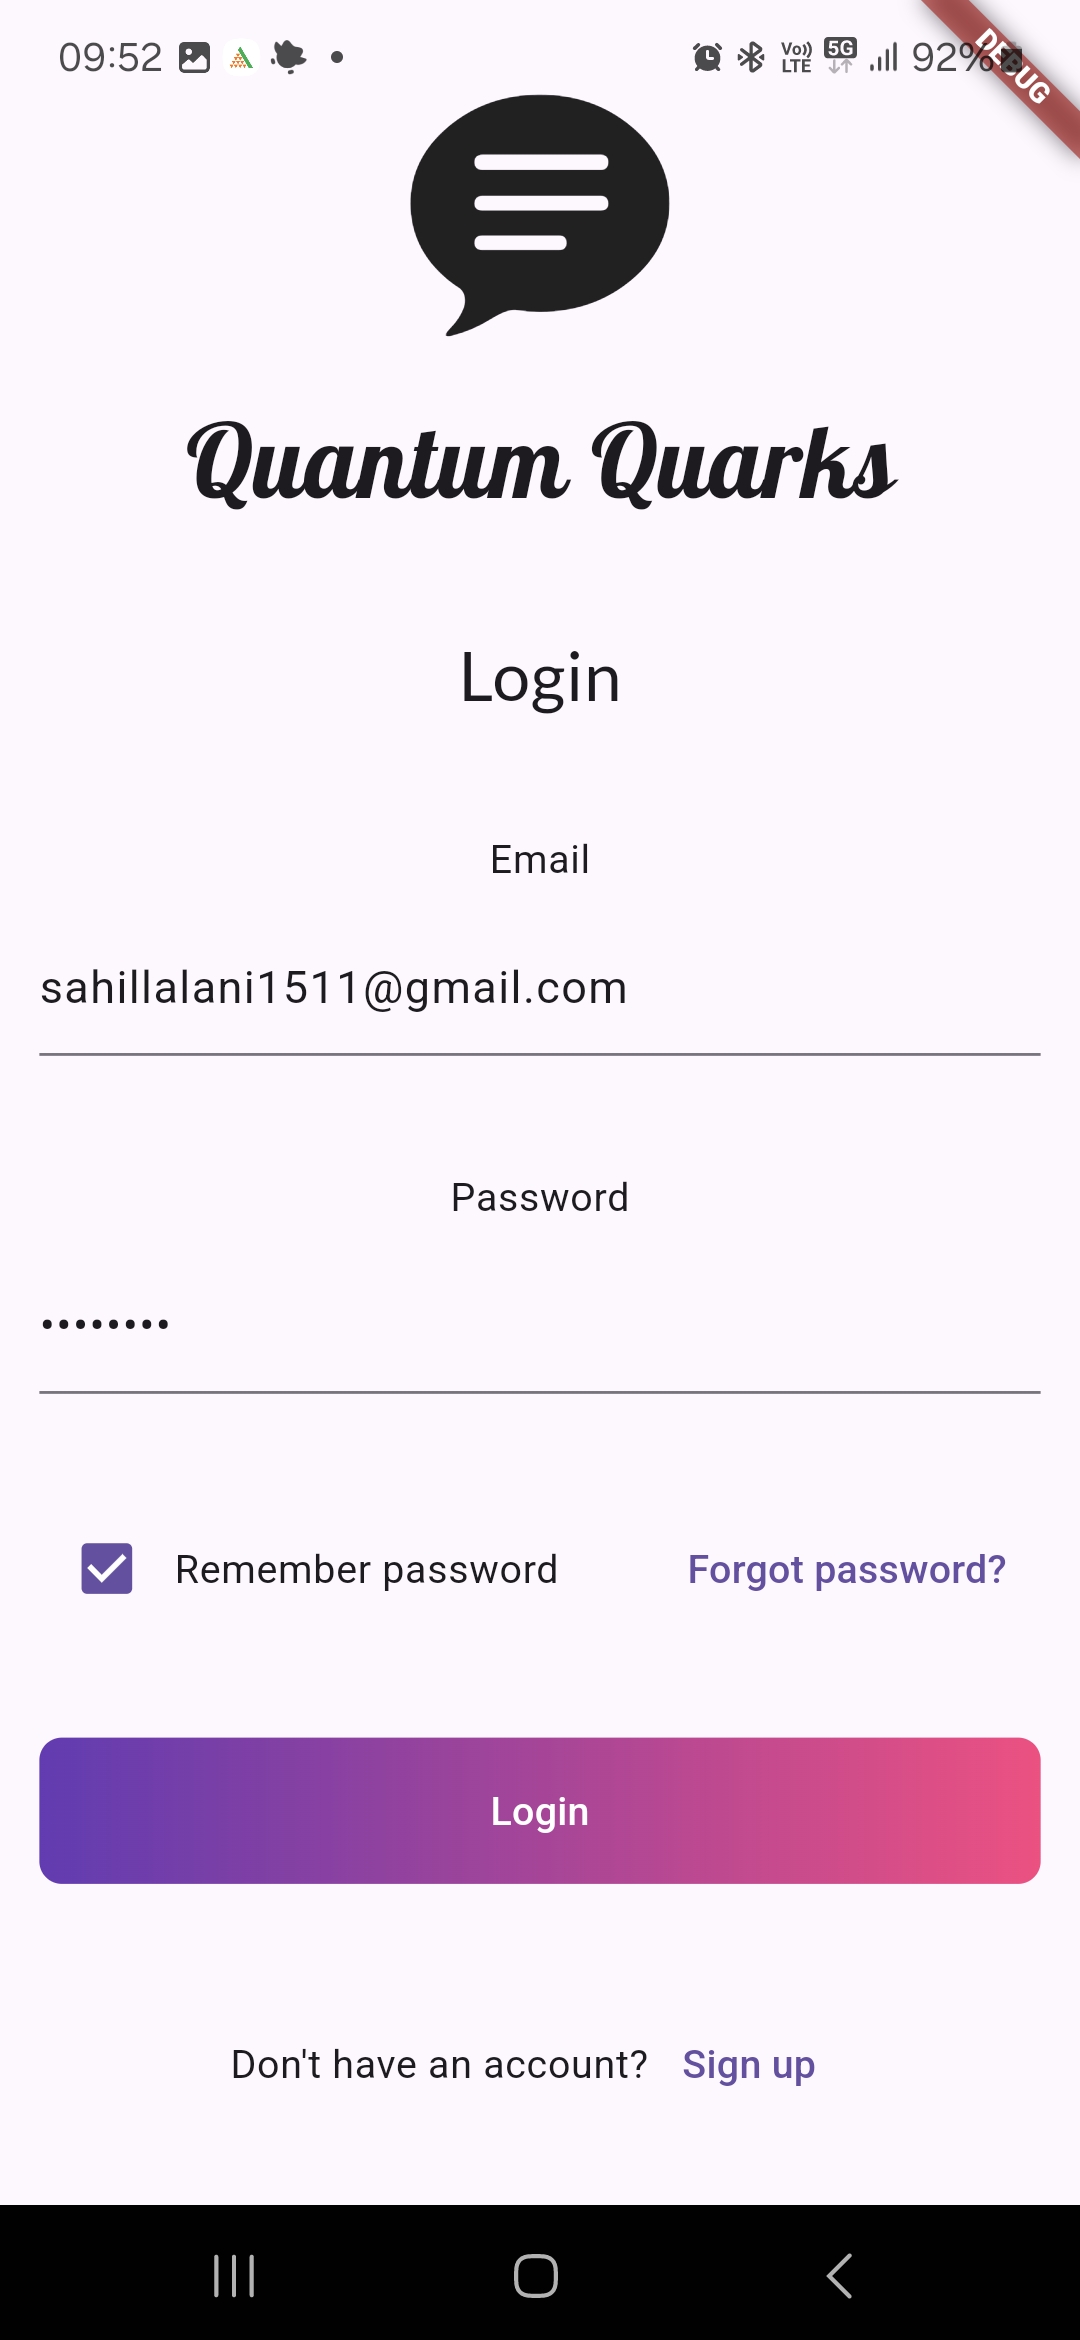 09:52 Vo)) LTE 5G 92%
DEBUG
Quantum Quarks
Login
Email
sahillalani1511@gmail.com
Password
••••••••
Remember password Forgot password?
Login
Don't have an account? Sign up